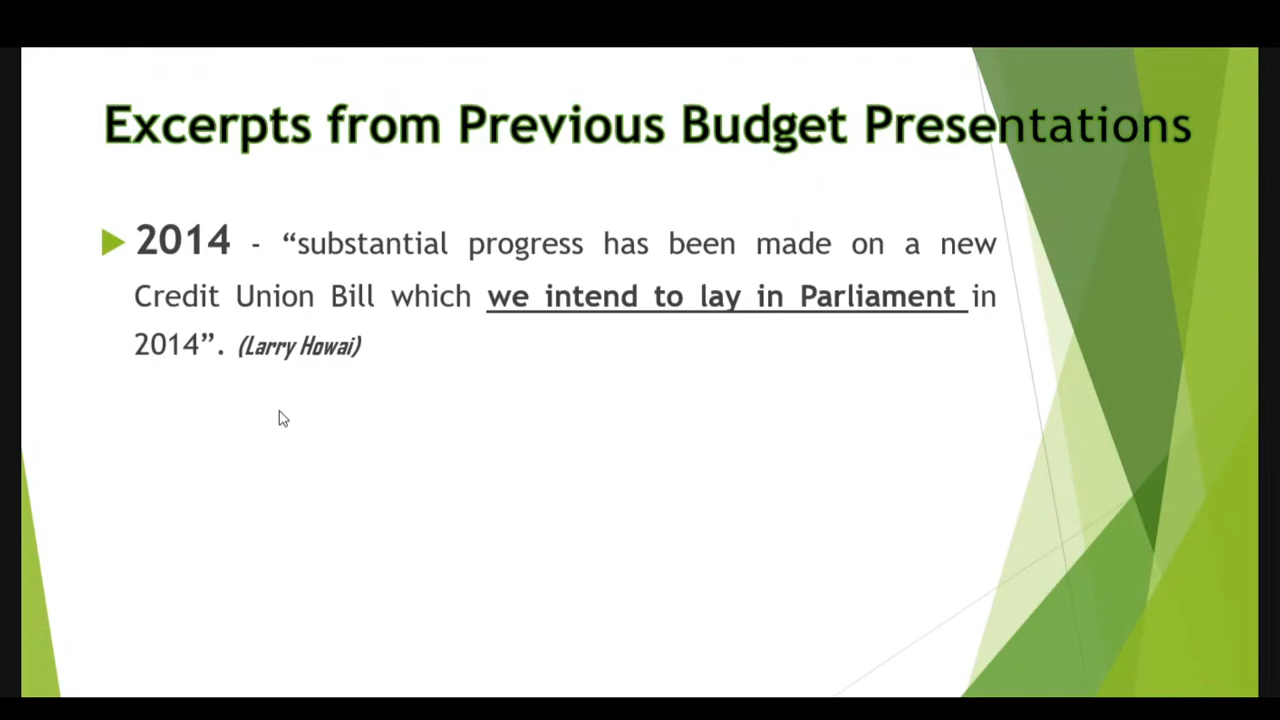 Excerpts from Previous Budget Presentations
2014 - “substantial progress has been made on a new
Credit Union Bill which we intend to lay in Parliament in
2014”. (Larry Howai)